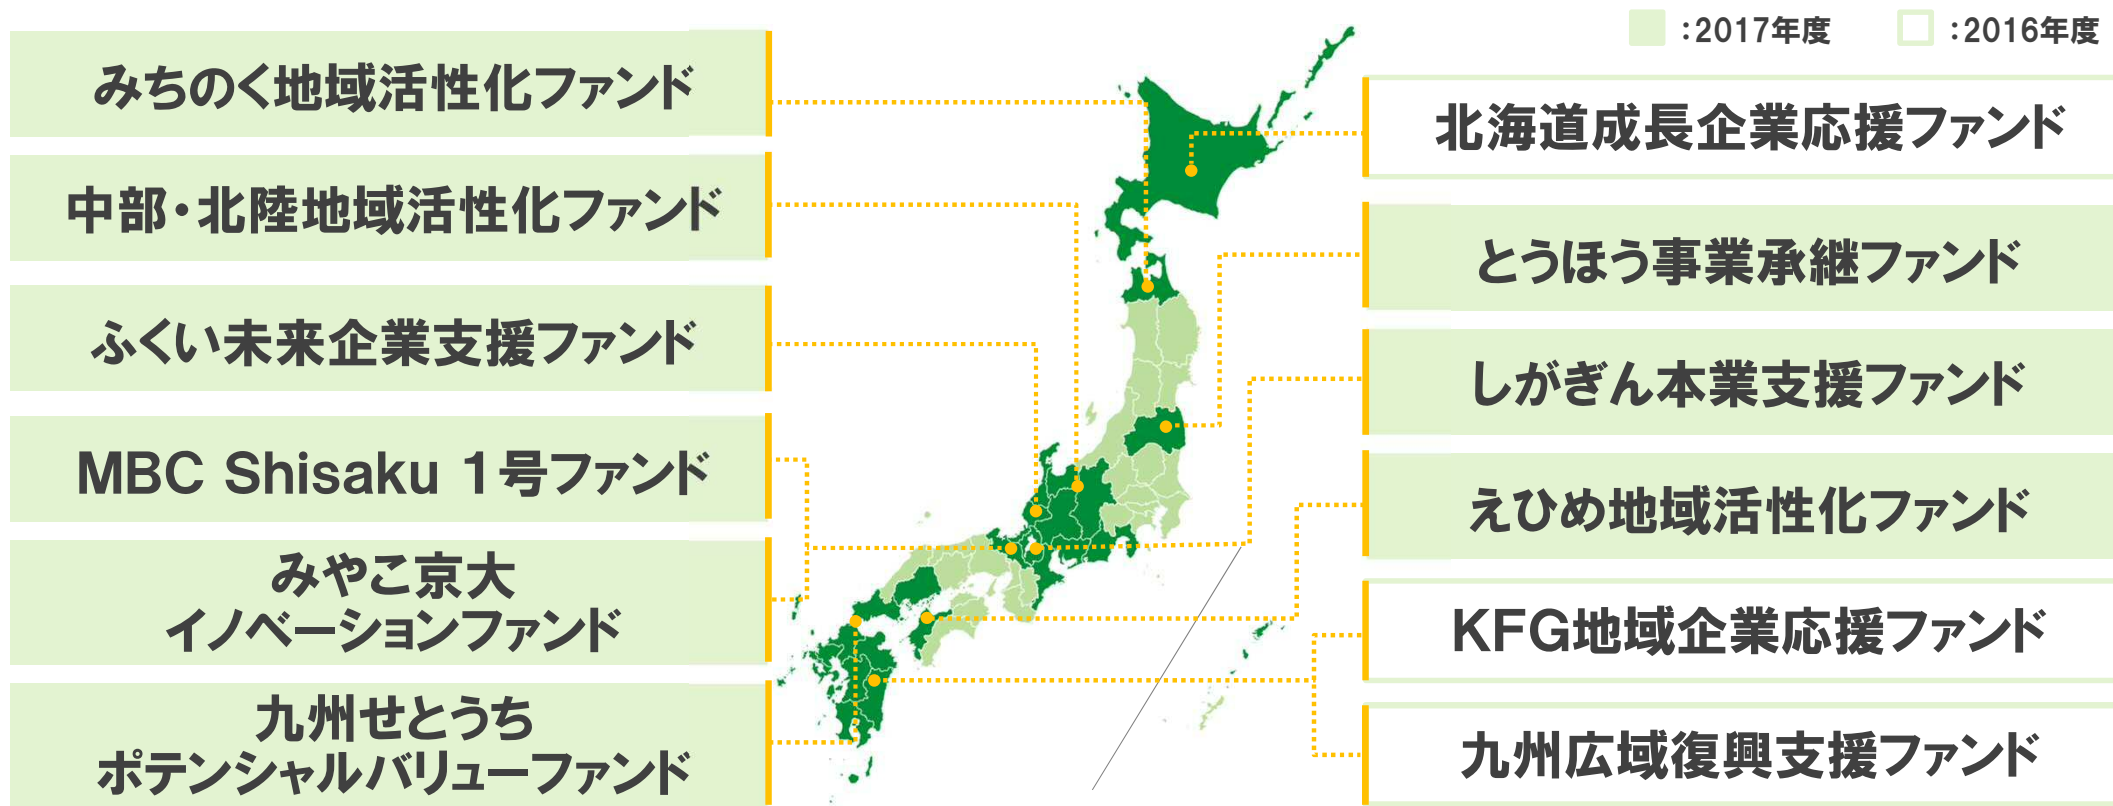 :2017年度
:2016年度
みちのく地域活性化ファンド
中部・北陸地域活性化ファンド
ふくい未来企業支援ファンド
MBC Shisaku 1号ファンド
みやこ京大
イノベーションファンド
九州せとうち
ポテンシャルバリューファンド
北海道成長企業応援ファンド
とうほう事業承継ファンド
しがぎん本業支援ファンド
えひめ地域活性化ファンド
KFG地域企業応援ファンド
九州広域復興支援ファンド